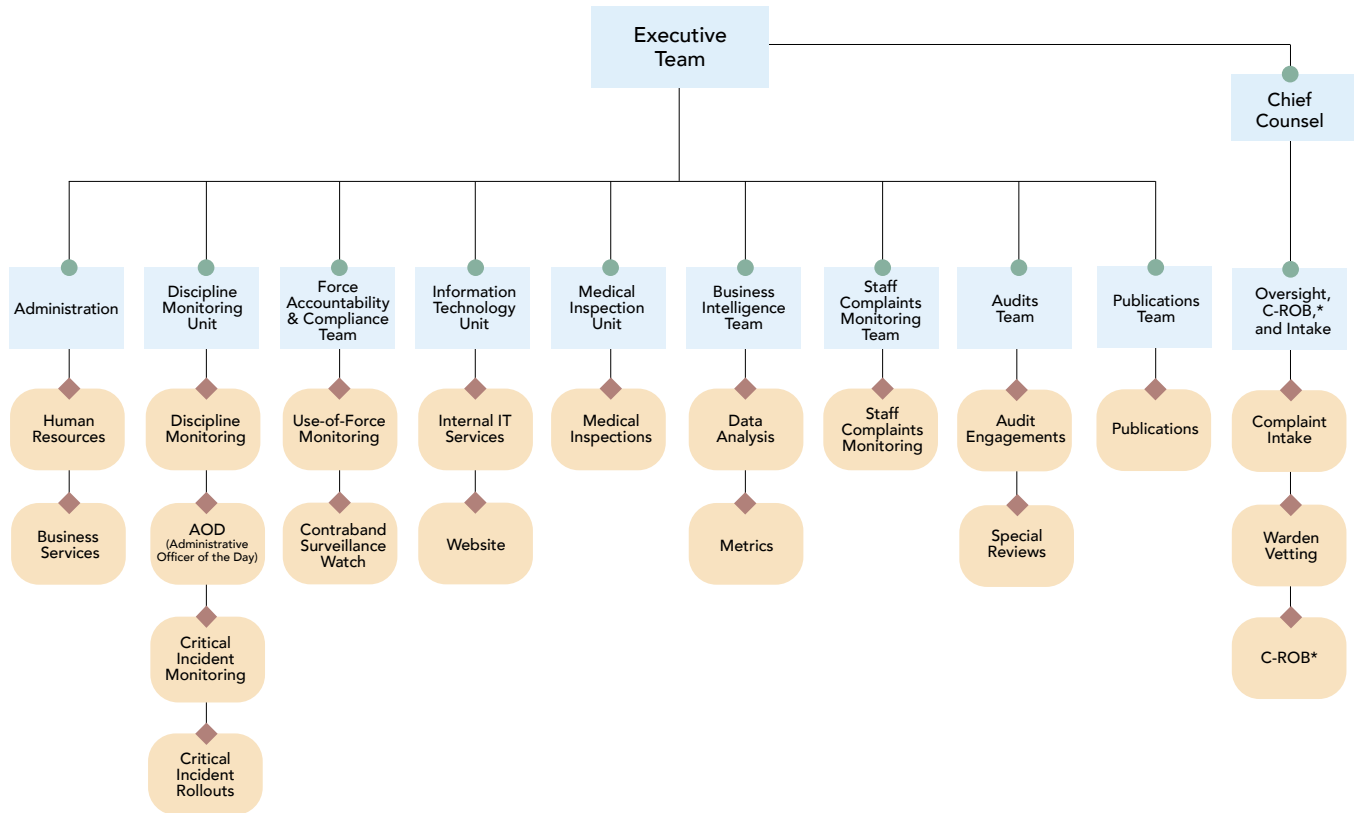 Executive
Team
Chief
Counsel
Administration
Discipline
Monitoring
Unit
Force
Accountability
& Compliance
Team
Information
Technology
Unit
Medical
Inspection
Unit
Business
Intelligence
Team
Staff
Complaints
Monitoring
Team
Audits
Team
Publications
Team
Oversight,
C-ROB,*
and Intake
Human
Resources
Discipline
Monitoring
Use-of-Force
Monitoring
Internal IT
Services
Medical
Inspections
Data
Analysis
Staff
Complaints
Monitoring
Audit
Engagements
Publications
Complaint
Intake
Business
Services
AOD
(Administrative
Officer of the Day)
Contraband
Surveillance
Watch
Website
Metrics
Special
Reviews
Warden
Vetting
Critical
Incident
Monitoring
C-ROB*
Critical
Incident
Rollouts